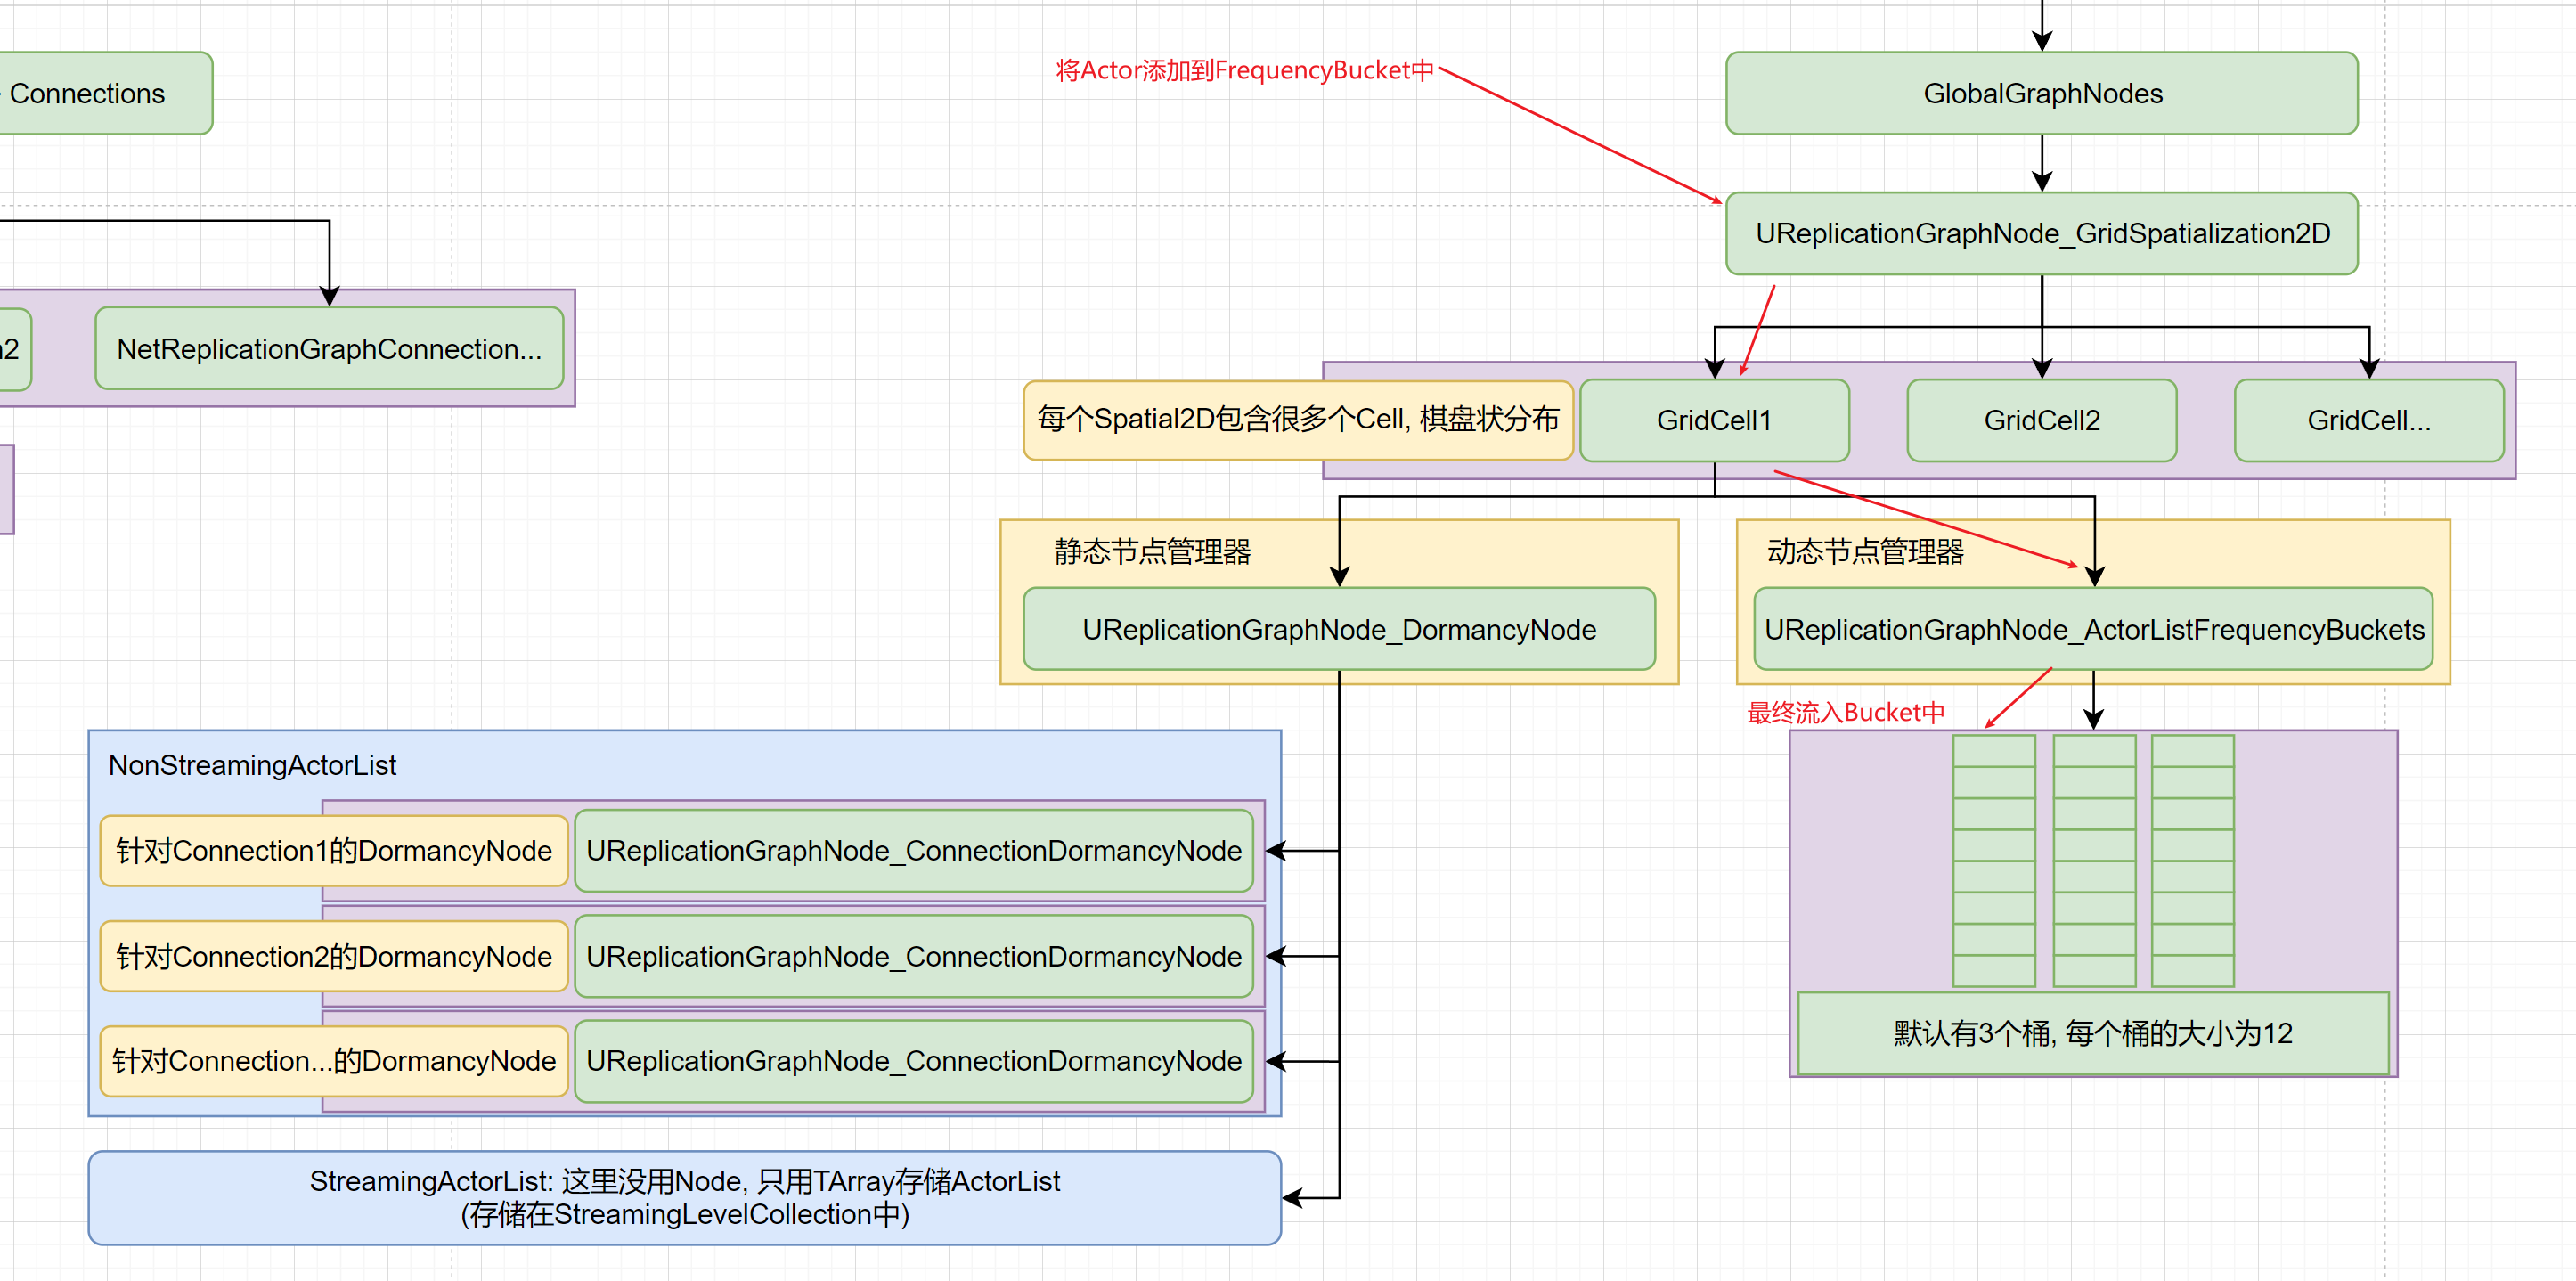 Connections
将Actor添加到FrequencyBucket中
GlobalGraphNodes
UReplicationGraphNode_GridSpatialization2D
2
NetReplicationGraphConnection...
每个Spatial2D包含很多个Cell, 棋盘状分布
GridCell1
GridCell2
GridCell...
静态节点管理器
动态节点管理器
UReplicationGraphNode_DormancyNode
UReplicationGraphNode_ActorListFrequencyBuckets
最终流入Bucket中
NonStreamingActorList
针对Connection1的DormancyNode
UReplicationGraphNode_ConnectionDormancyNode
针对Connection2的DormancyNode
UReplicationGraphNode_ConnectionDormancyNode
针对Connection...的DormancyNode
UReplicationGraphNode_ConnectionDormancyNode
默认有3个桶, 每个桶的大小为12
StreamingActorList: 这里没用Node, 只用TArray存储ActorList
(存储在StreamingLevelCollection中)